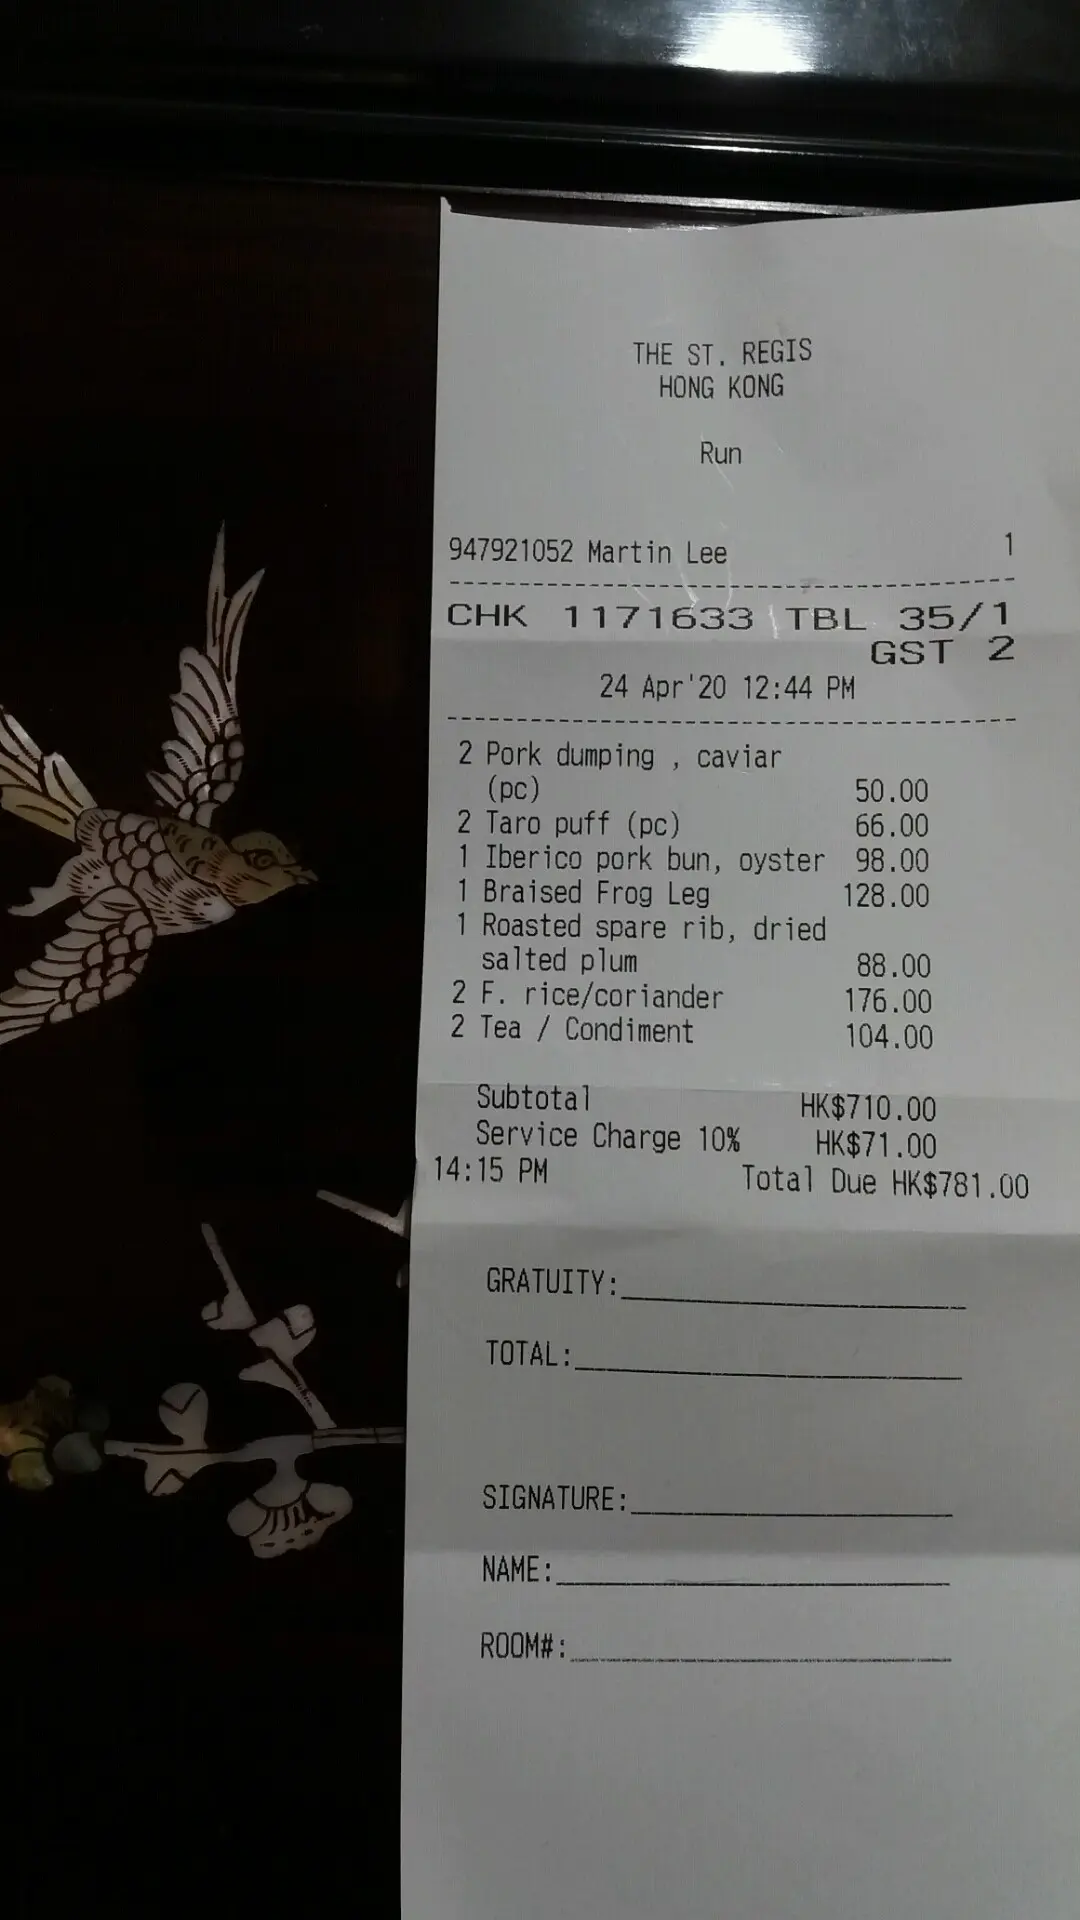 THE ST. REGIS
HONG KONG
Run
947921052 Martin Lee 1
CHK 1171633 TBL 35/1
GST 2
24 Apr'20 12:44 PM
2 Pork dumping , caviar
(pc) 50.00
2 Taro puff (pc) 66.00
1 Iberico pork bun, oyster 98.00
1 Braised Frog Leg 128.00
1 Roasted spare rib, dried
salted plum 88.00
2 F. rice/coriander 176.00
2 Tea / Condiment 104.00
Subtotal HK$710.00
Service Charge 10% HK$71.00
14:15 PM Total Due HK$781.00
GRATUITY:
TOTAL:
SIGNATURE:
NAME:
ROOM#: